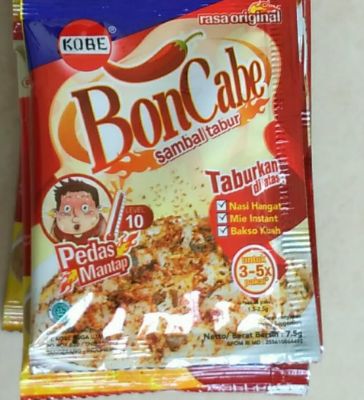 rasa original
KOBE
BonCabe
sambal tabur
Taburkan
di atas
Nasi Hangat
Mie Instant
Bakso Kuah
LEVEL
10
Pedas
Mantap
untuk
3-5x
pakai*
Netto/ Berat Bersih : 7.5g